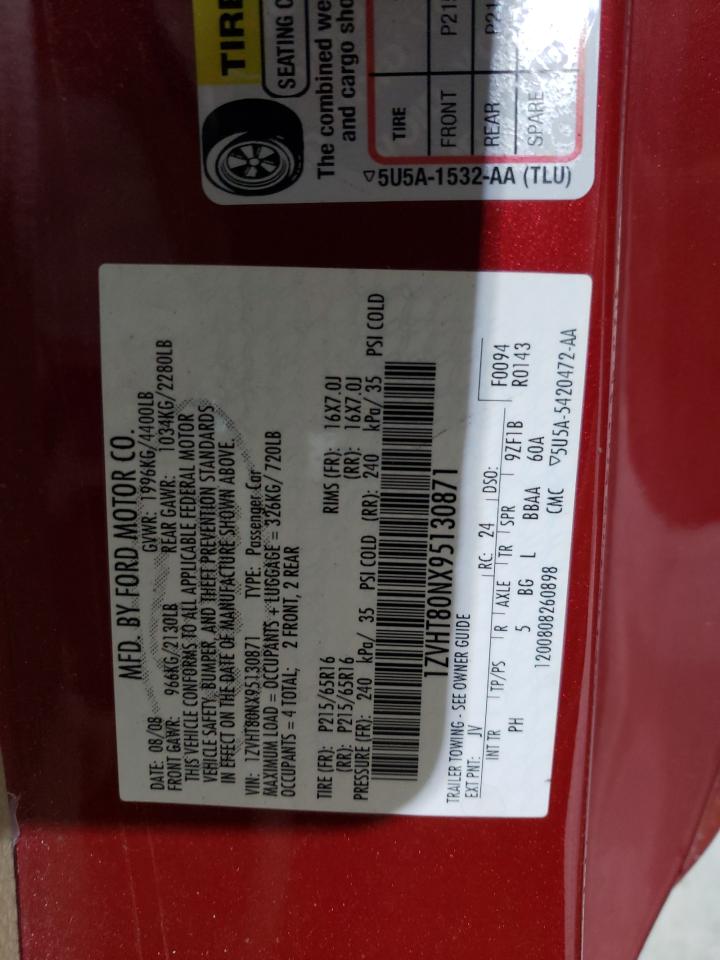 MFD. BY FORD MOTOR CO.
DATE: 08/08 GVWR: 1996KG/4400LB
FRONT GAWR: 966KG/2130LB REAR GAWR: 1034KG/2280LB
THIS VEHICLE CONFORMS TO ALL APPLICABLE FEDERAL MOTOR
VEHICLE SAFETY, BUMPER, AND THEFT PREVENTION STANDARDS
IN EFFECT ON THE DATE OF MANUFACTURE SHOWN ABOVE.
VIN: 1ZVHT80NX95130871 TYPE: Passenger Car
MAXIMUM LOAD = OCCUPANTS + LUGGAGE = 326KG/ 720LB
OCCUPANTS = 4 TOTAL; 2 FRONT, 2 REAR
TIRE (FR): P215/65R16 RIMS (FR): 16X7.0J
(RR): P215/65R16 (RR): 16X7.0J
PRESSURE (FR): 240 kPa/ 35 PSI COLD (RR): 240 kPa/ 35 PSI COLD
1ZVHT80NX95130871
TRAILER TOWING - SEE OWNER GUIDE
EXT PNT: JV RC: 24 DSO: F0094
INT TR TP/PS R AXLE TR SPR 9ZF1B R0143
PH 5 BG L BBAA 60A
1200808260898 CMC ▽5U5A-5420472-AA
TIRE
SEATING
The combined we
and cargo sho
TIRE
FRONT P215
REAR P21
SPARE
▽5U5A-1532-AA (TLU)